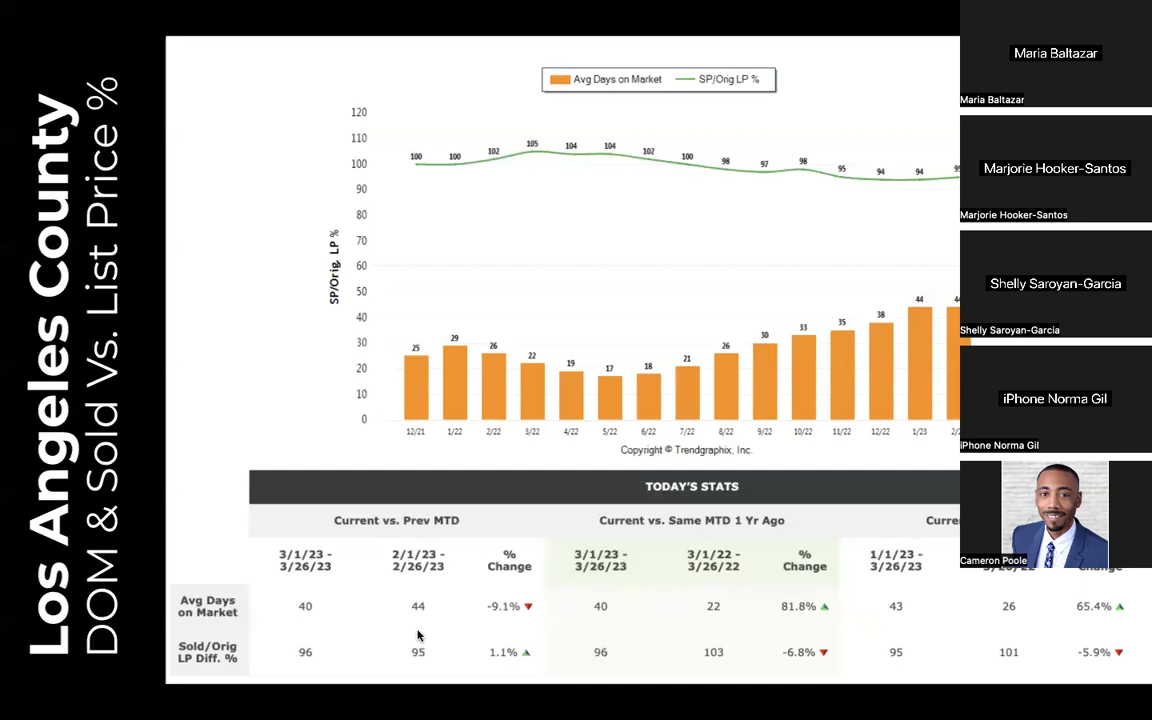 Los Angeles County
DOM & Sold Vs. List Price %
Avg Days on Market
SP/Orig LP %
SP/Orig. LP %
120
110
100
90
80
70
60
50
40
30
20
10
0
100 100 102 105 104 104 102 100 98 97 98 95 94 94
25 29 26 22 19 17 18 21 26 30 33 35 38 44
12/21 1/22 2/22 3/22 4/22 5/22 6/22 7/22 8/22 9/22 10/22 11/22 12/22 1/23
Copyright © Trendgraphix, Inc.
TODAY'S STATS
Current vs. Prev MTD
Current vs. Same MTD 1 Yr Ago
3/1/23 - 3/26/23
2/1/23 - 2/26/23
% Change
3/1/23 - 3/26/23
3/1/22 - 3/26/22
% Change
1/1/23 - 3/26/23
Avg Days on Market
40 44 -9.1% 40 22 81.8% 43 26 65.4%
Sold/Orig LP Diff. %
96 95 1.1% 96 103 -6.8% 95 101 -5.9%
Maria Baltazar
Maria Baltazar
Marjorie Hooker-Santos
Marjorie Hooker-Santos
Shelly Saroyan-Garcia
Shelly Saroyan-Garcia
iPhone Norma Gil
iPhone Norma Gil
Cameron Poole